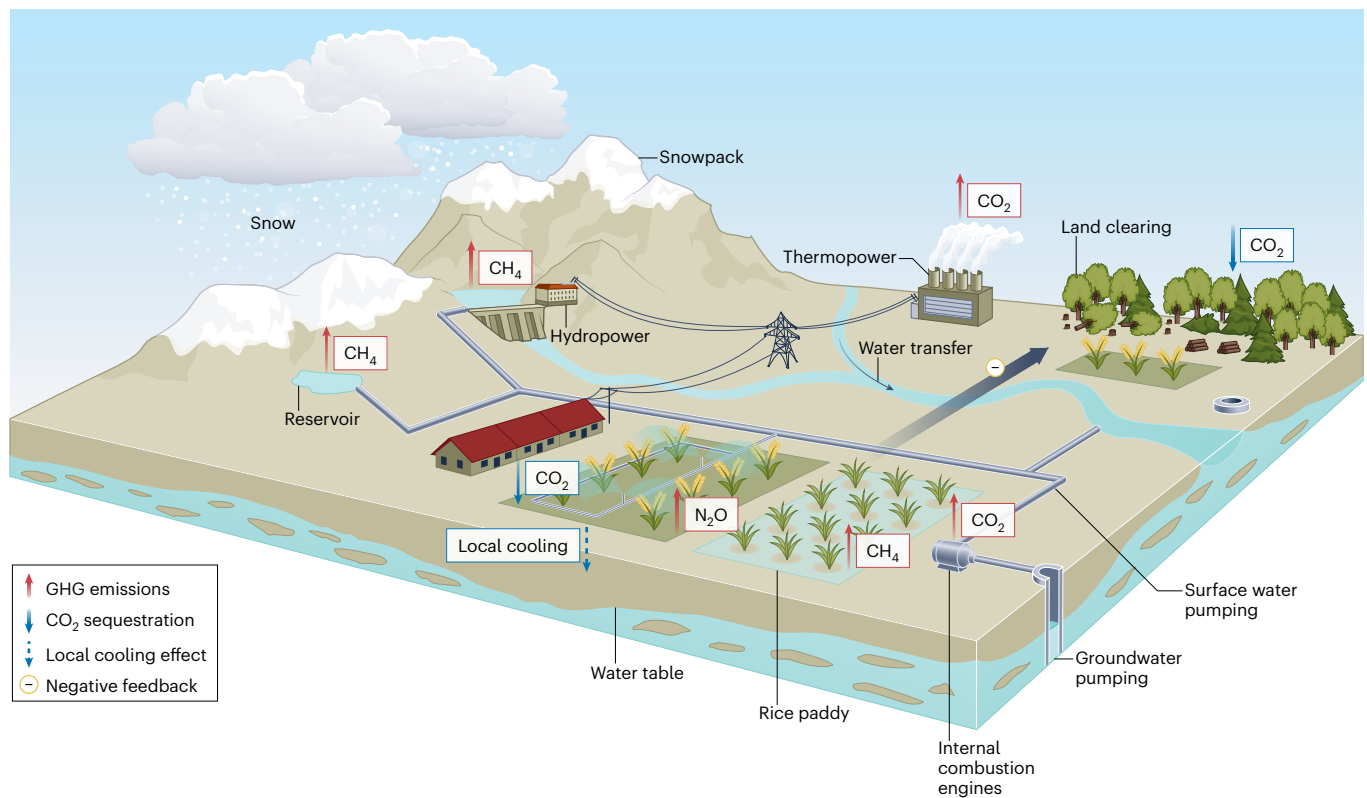 Snowpack
Snow
CO₂
Land clearing
CO₂
Thermopower
CH₄
Hydropower
CH₄
Water transfer
−
Reservoir
CO₂
N₂O
CO₂
Local cooling
CH₄
GHG emissions
CO₂ sequestration
Local cooling effect
− Negative feedback
Surface water
pumping
Groundwater
pumping
Water table
Rice paddy
Internal
combustion
engines